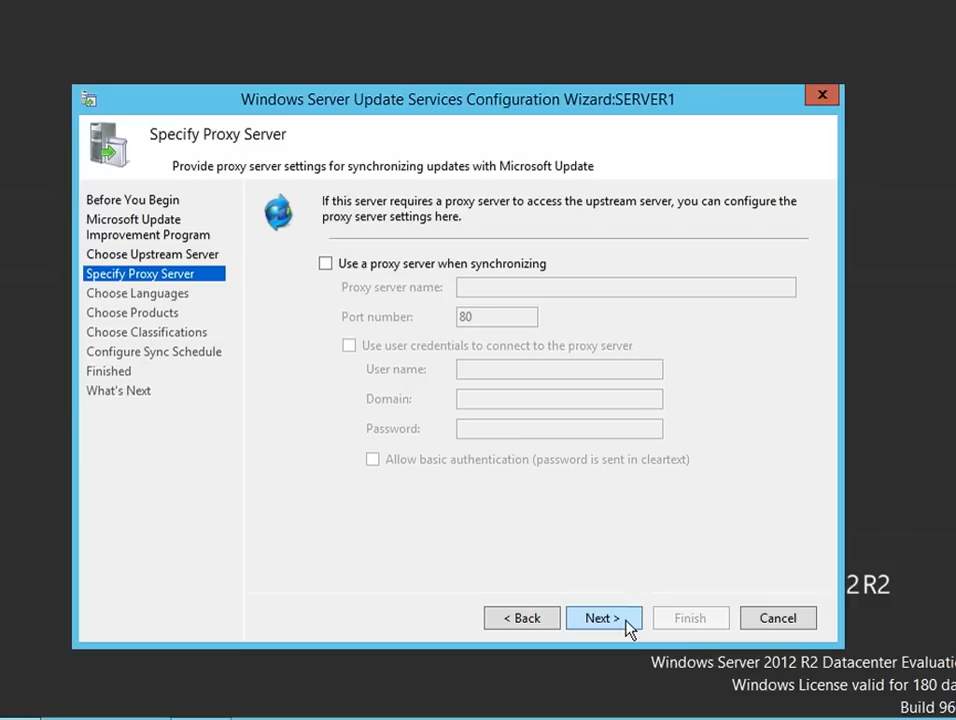 Windows Server Update Services Configuration Wizard:SERVER1
X
Specify Proxy Server
Provide proxy server settings for synchronizing updates with Microsoft Update
Before You Begin
Microsoft Update
Improvement Program
Choose Upstream Server
Specify Proxy Server
Choose Languages
Choose Products
Choose Classifications
Configure Sync Schedule
Finished
What's Next
If this server requires a proxy server to access the upstream server, you can configure the
proxy server settings here.
Use a proxy server when synchronizing
Proxy server name:
Port number: 80
Use user credentials to connect to the proxy server
User name:
Domain:
Password:
Allow basic authentication (password is sent in cleartext)
< Back Next > Finish Cancel
2 R2
Windows Server 2012 R2 Datacenter Evaluati
Windows License valid for 180 da
Build 96